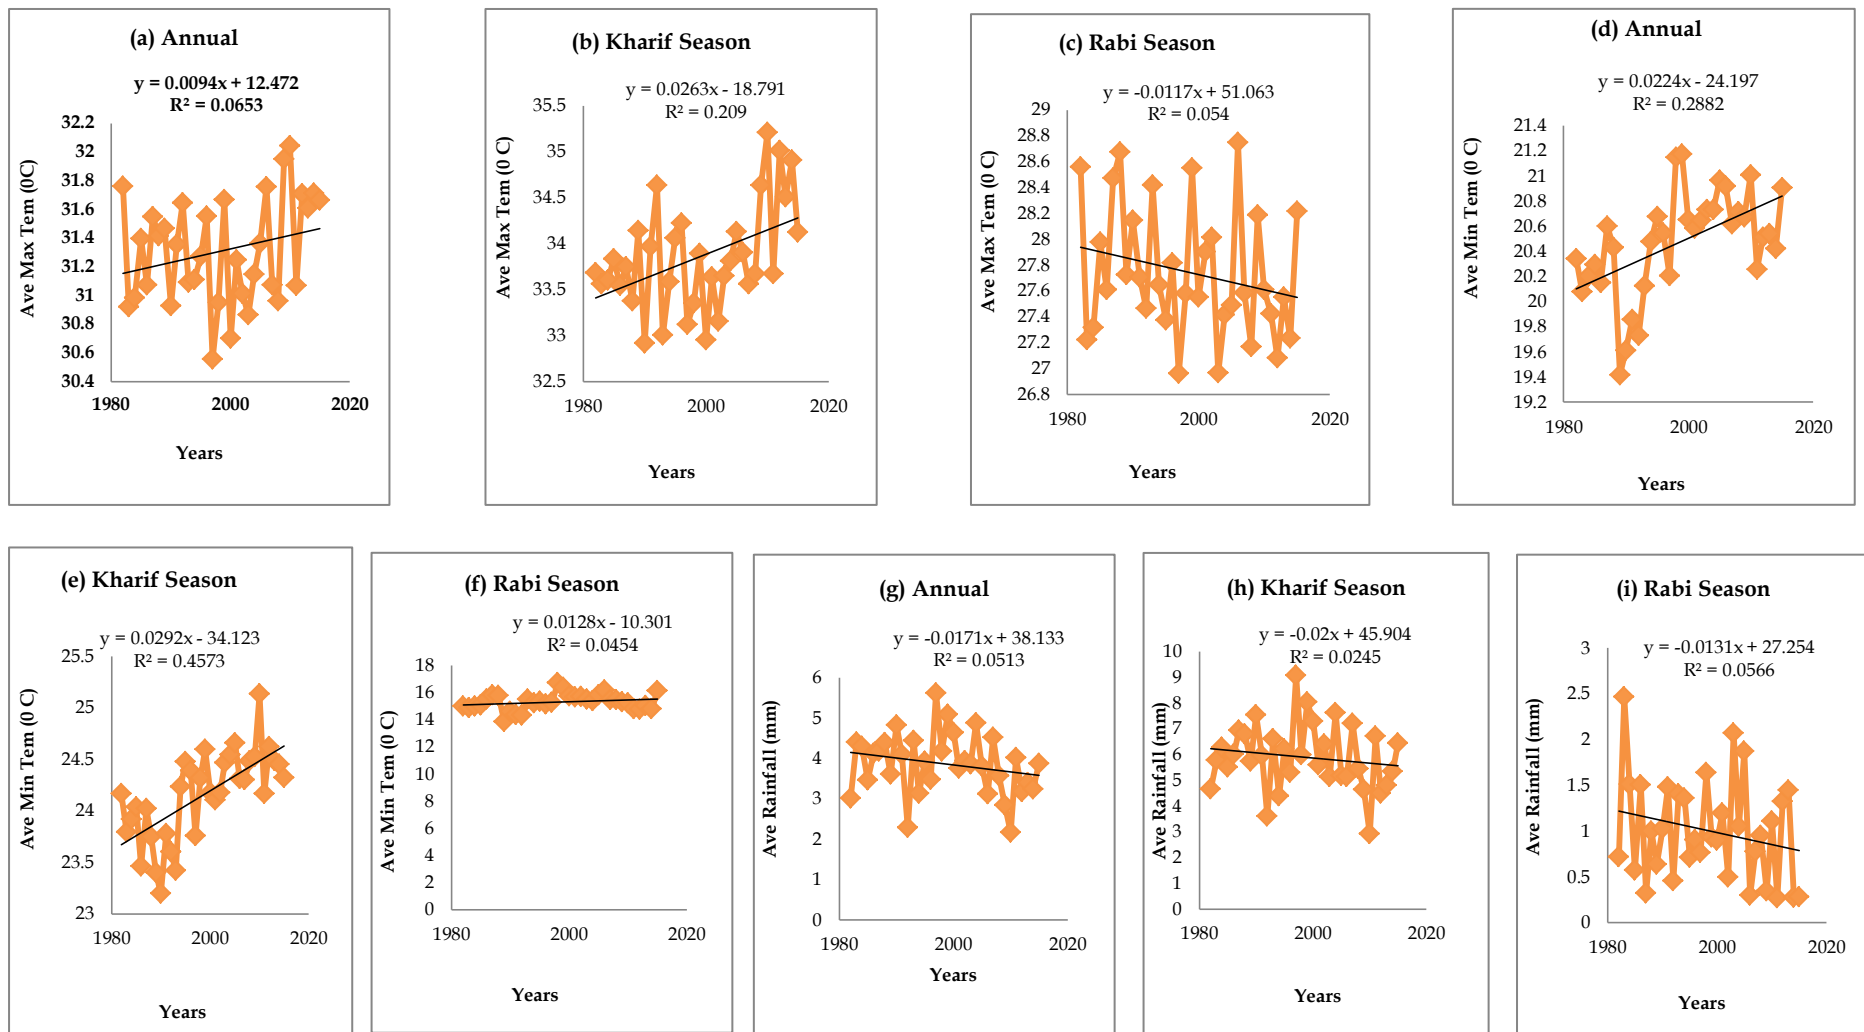 (a) Annual
y = 0.0094x + 12.472
R² = 0.0653
Ave Max Tem (0C)
32.2
32
31.8
31.6
31.4
31.2
31
30.8
30.6
30.4
1980 2000 2020
Years
(b) Kharif Season
y = 0.0263x - 18.791
R² = 0.209
Ave Max Tem (0 C)
35.5
35
34.5
34
33.5
33
32.5
1980 2000 2020
Years
(c) Rabi Season
y = -0.0117x + 51.063
R² = 0.054
Ave Max Tem (0 C)
29
28.8
28.6
28.4
28.2
28
27.8
27.6
27.4
27.2
27
26.8
1980 2000 2020
Years
(d) Annual
y = 0.0224x - 24.197
R² = 0.2882
Ave Min Tem (0 C)
21.4
21.2
21
20.8
20.6
20.4
20.2
20
19.8
19.6
19.4
19.2
1980 2000 2020
Years
(e) Kharif Season
y = 0.0292x - 34.123
R² = 0.4573
Ave Min Tem (0 C)
25.5
25
24.5
24
23.5
23
1980 2000 2020
Years
(f) Rabi Season
y = 0.0128x - 10.301
R² = 0.0454
Ave Min Tem (0 C)
18
16
14
12
10
8
6
4
2
0
1980 2000 2020
Years
(g) Annual
y = -0.0171x + 38.133
R² = 0.0513
Ave Rainfall (mm)
6
5
4
3
2
1
0
1980 2000 2020
Years
(h) Kharif Season
y = -0.02x + 45.904
R² = 0.0245
Ave Rainfall (mm)
10
9
8
7
6
5
4
3
2
1
0
1980 2000 2020
Years
(i) Rabi Season
y = -0.0131x + 27.254
R² = 0.0566
Ave Rainfall (mm)
3
2.5
2
1.5
1
0.5
0
1980 2000 2020
Years